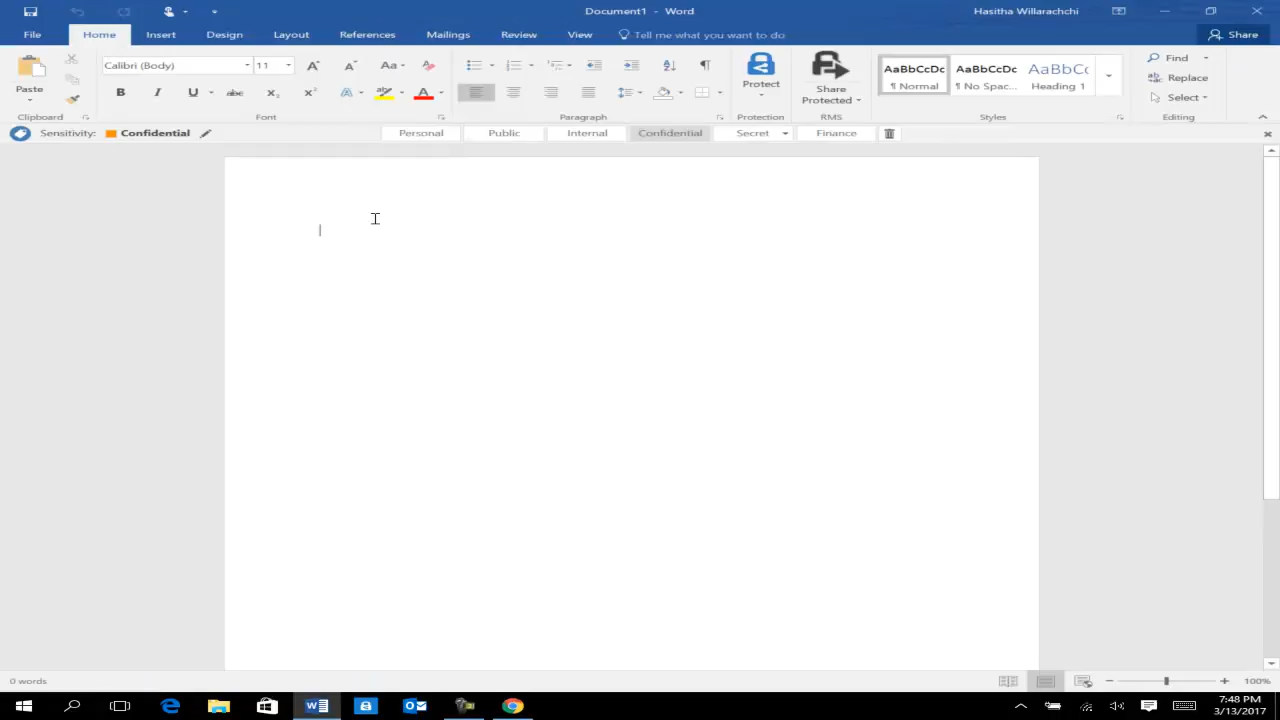 Document1 - Word
Hasitha Willarachchi
File Home Insert Design Layout References Mailings Review View Tell me what you want to do Share
Paste
Clipboard
Calibri (Body) 11
A A Aa
B I U abc X₂ X² A A
Font
Paragraph
Protect
Protection
Share
Protected
RMS
AaBbCcDc AaBbCcDc AaBbCc
¶ Normal ¶ No Spac... Heading 1
Styles
Find
Replace
Select
Editing
Sensitivity: Confidential Personal Public Internal Confidential Secret Finance
0 words
100%
7:48 PM
3/13/2017